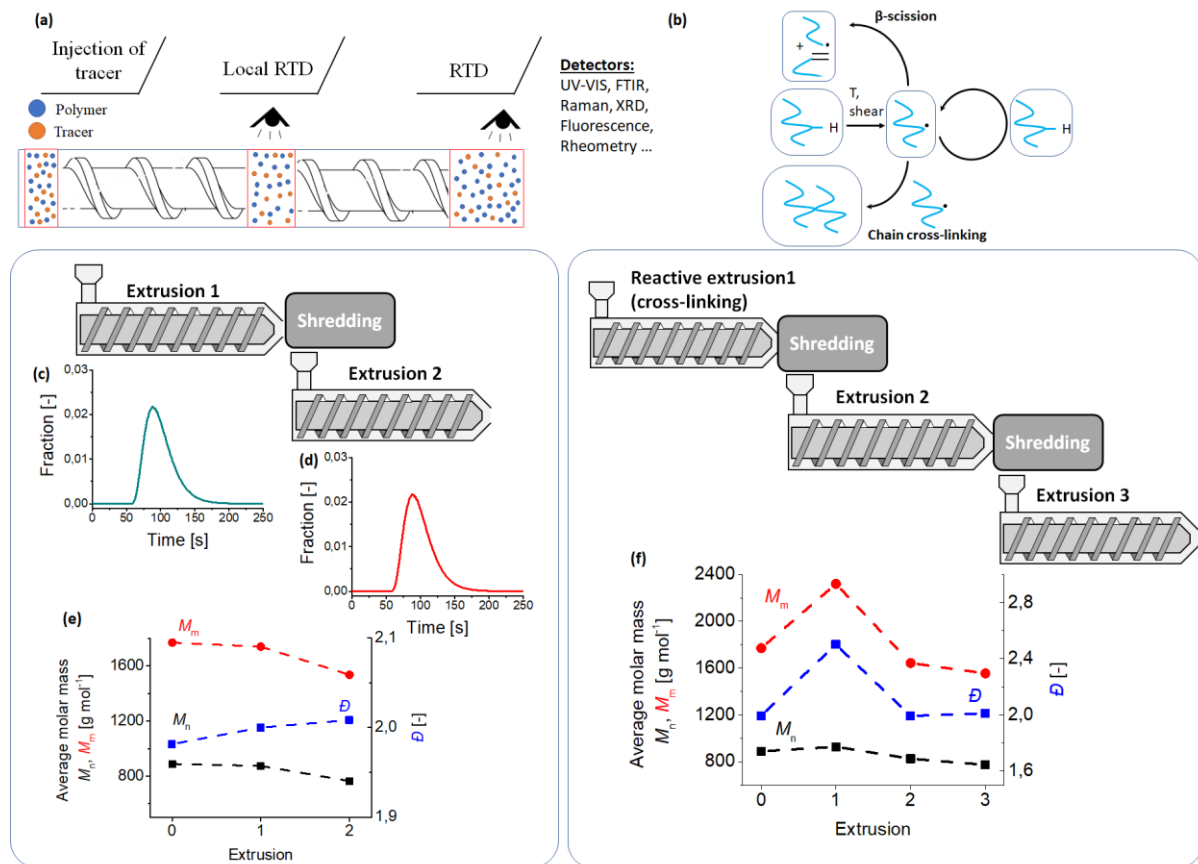 (a)
Injection of
tracer
Local RTD
RTD
Polymer
Tracer
Detectors:
UV-VIS, FTIR,
Raman, XRD,
Fluorescence,
Rheometry ...
(b)
β-scission
+
H
T,
shear
H
Chain cross-linking
Extrusion 1
Shredding
Extrusion 2
(c)
0,03
0,02
0,01
0,00
Fraction [-]
0 50 100 150 200 250
Time [s]
(d)
0,03
0,02
0,01
0,00
Fraction [-]
0 50 100 150 200 250
Time [s]
(e)
Average molar mass
Mn, Mm [g mol-1]
1600
1200
800
Mm
Mn
Đ
2,1
2,0
1,9
Đ [-]
0 1 2
Extrusion
Reactive extrusion1
(cross-linking)
Shredding
Extrusion 2
Shredding
Extrusion 3
(f)
Average molar mass
Mn, Mm [g mol-1]
2400
2000
1600
1200
800
Mm
Đ
Mn
2,8
2,4
2,0
1,6
Đ [-]
0 1 2 3
Extrusion